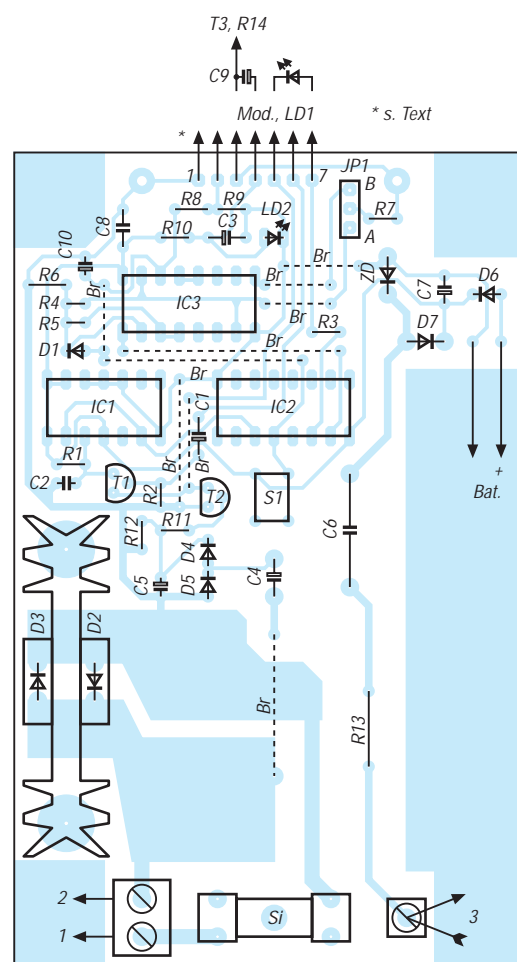 T3, R14
C9
Mod., LD1
* s. Text
*
1
7
JP1
B
A
R8
R9
R7
C8
R10
C3
LD2
C10
Br
ZD
R6
Br
C7
D6
R4
IC3
Br
R5
R3
D7
D1
Br
Br
IC1
C1
IC2
R1
Br
Br
+
Bat.
C2
T1
R2
T2
S1
R12
R11
C6
D4
C5
D5
C4
D3
D2
Br
R13
2
1
Si
3